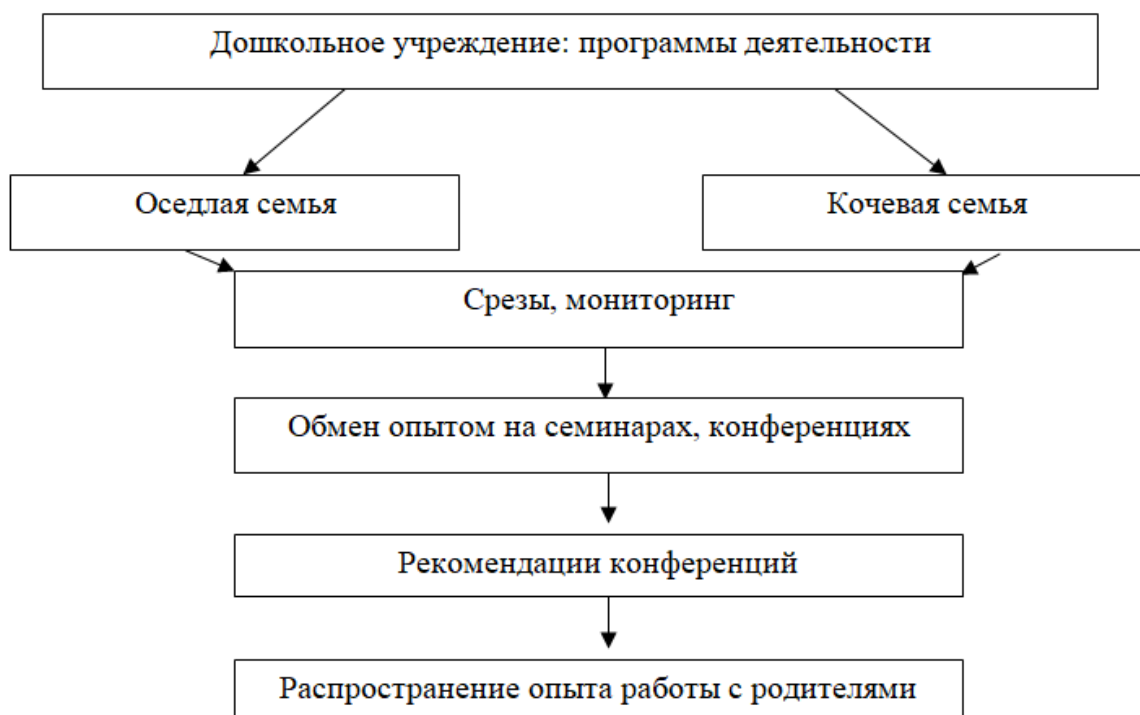 Дошкольное учреждение: программы деятельности
Оседлая семья
Кочевая семья
Срезы, мониторинг
Обмен опытом на семинарах, конференциях
Рекомендации конференций
Распространение опыта работы с родителями